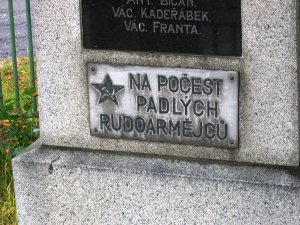 ANT. BICAN.
VÁC. KADEŘÁBEK.
VÁC. FRANTA.
NA POČEST
PADLÝCH
RUDOARMĚJCŮ